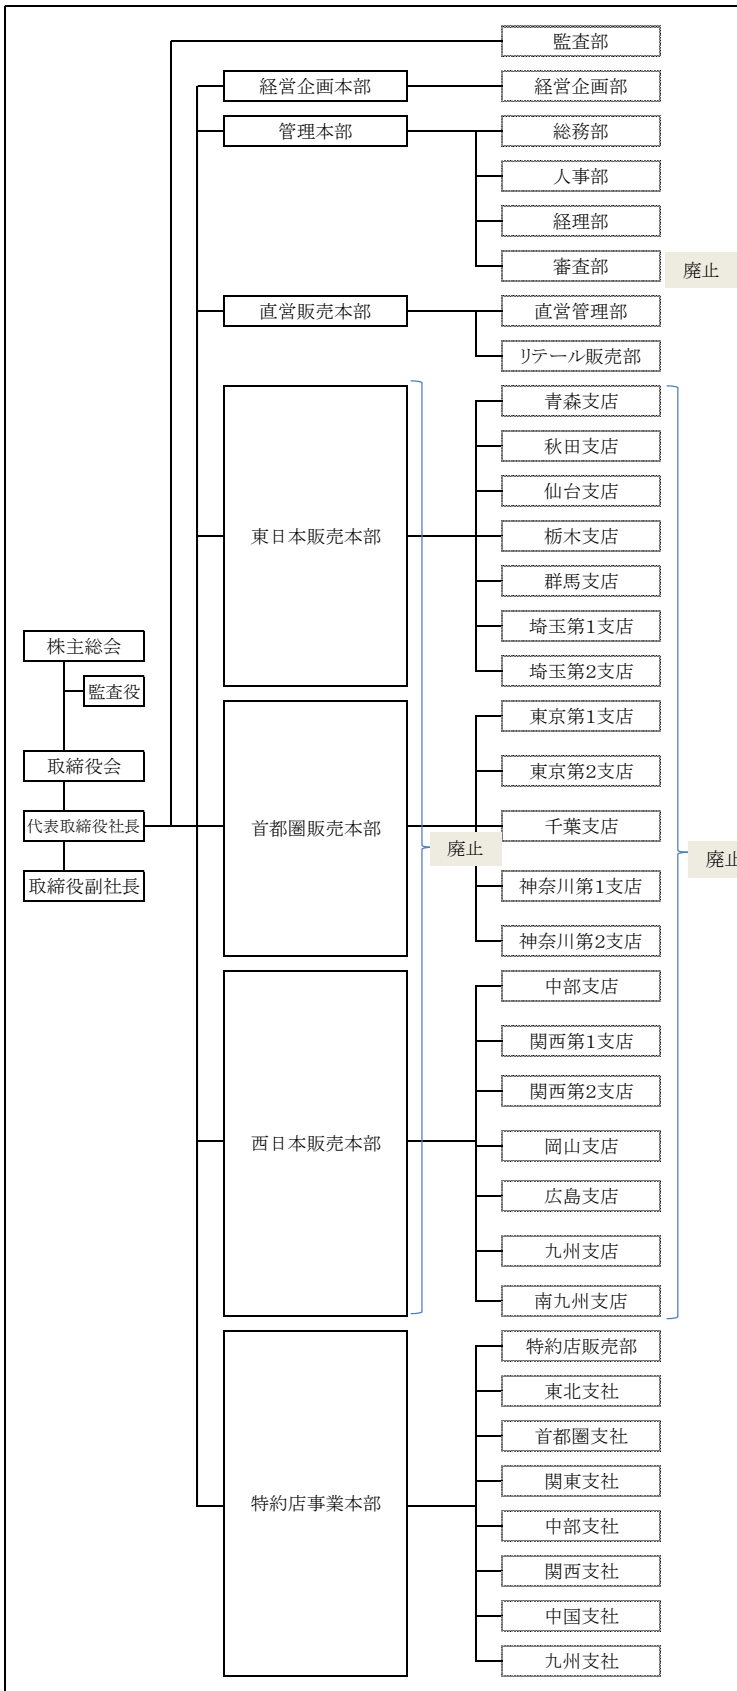 監査部
経営企画本部
経営企画部
管理本部
総務部
人事部
経理部
審査部
廃止
直営販売本部
直営管理部
リテール販売部
東日本販売本部
青森支店
秋田支店
仙台支店
栃木支店
群馬支店
埼玉第1支店
埼玉第2支店
株主総会
監査役
取締役会
代表取締役社長
取締役副社長
首都圏販売本部
廃止
東京第1支店
東京第2支店
千葉支店
神奈川第1支店
神奈川第2支店
廃止
西日本販売本部
中部支店
関西第1支店
関西第2支店
岡山支店
広島支店
九州支店
南九州支店
特約店事業本部
特約店販売部
東北支社
首都圏支社
関東支社
中部支社
関西支社
中国支社
九州支社